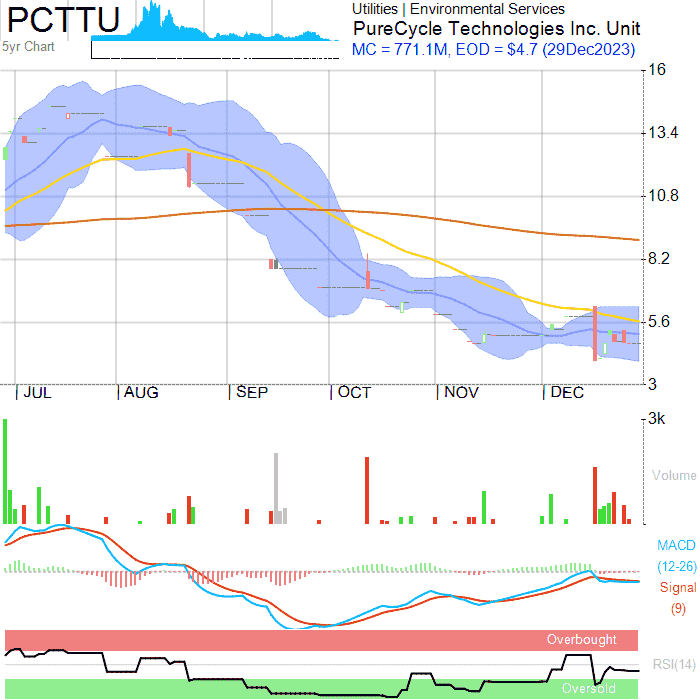 PCTTU
5yr Chart
Utilities | Environmental Services
PureCycle Technologies Inc. Unit
MC = 771.1M, EOD = $4.7 (29Dec2023)
16
13.4
10.8
8.2
5.6
3
JUL AUG SEP OCT NOV DEC
3k
Volume
MACD
(12-26)
Signal
(9)
Overbought
RSI(14)
Oversold